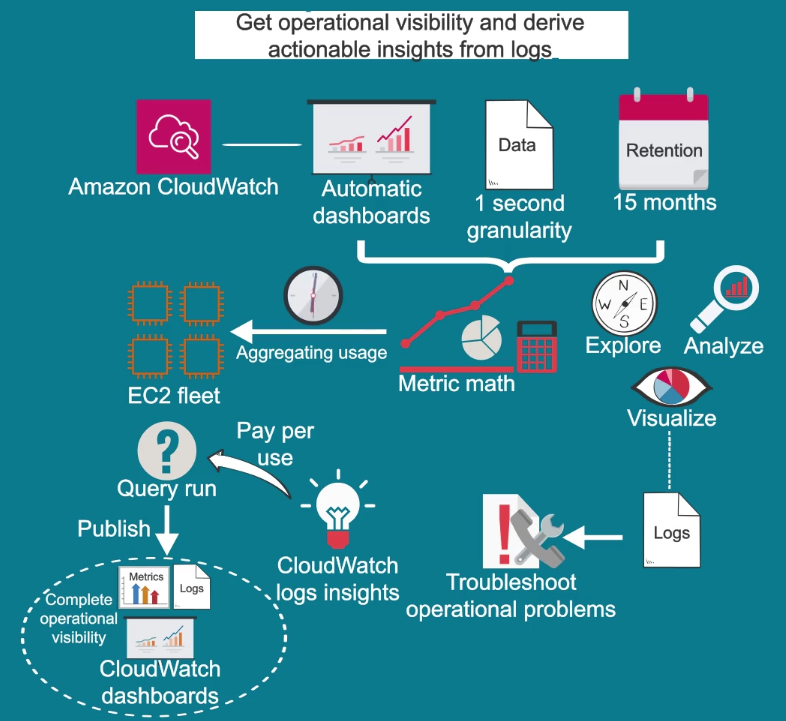 Get operational visibility and derive
actionable insights from logs
Data
Retention
Amazon CloudWatch
Automatic
dashboards
1 second
granularity
15 months
N
W E
S
Aggregating usage
Explore
Analyze
EC2 fleet
Metric math
Visualize
Pay per
use
Query run
Publish
Logs
CloudWatch
logs insights
Troubleshoot
operational problems
Metrics
Logs
Complete
operational
visibility
CloudWatch
dashboards